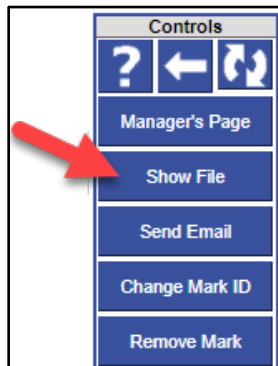 Controls
?
Manager's Page
Show File
Send Email
Change Mark ID
Remove Mark